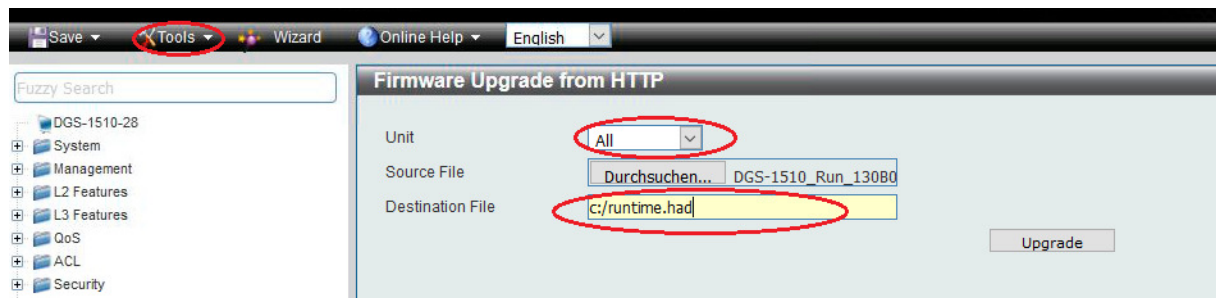 Save Tools Wizard Online Help English
Fuzzy Search
DGS-1510-28
System
Management
L2 Features
L3 Features
QoS
ACL
Security
Firmware Upgrade from HTTP
Unit All
Source File Durchsuchen... DGS-1510_Run_130B0
Destination File c:/runtime.had
Upgrade